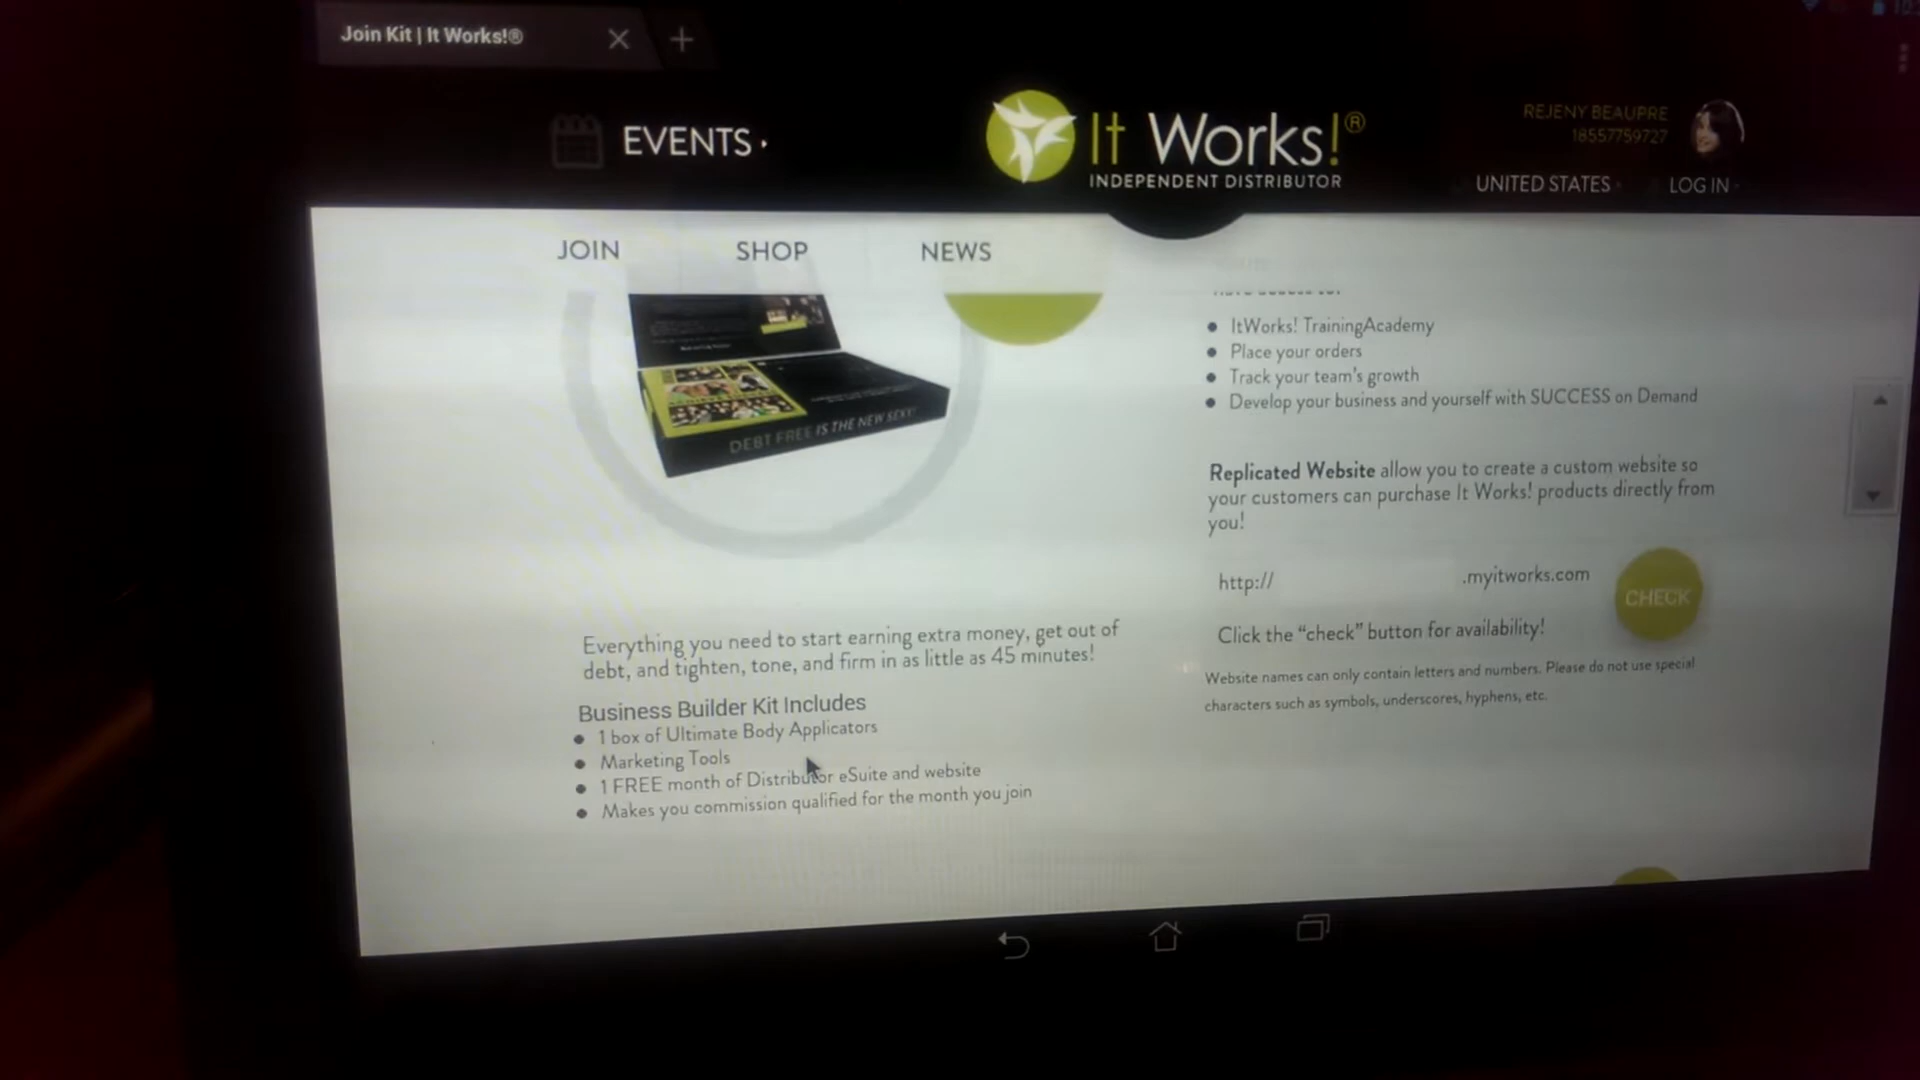 Join Kit | It Works!®
EVENTS
It Works!®
INDEPENDENT DISTRIBUTOR
REJENY BEAUPRE
18557759727
UNITED STATES
LOG IN
JOIN
SHOP
NEWS
DEBT FREE IS THE NEW SEXY!
Everything you need to start earning extra money, get out of
debt, and tighten, tone, and firm in as little as 45 minutes!
Business Builder Kit Includes
● 1 box of Ultimate Body Applicators
● Marketing Tools
● 1 FREE month of Distributor eSuite and website
● Makes you commission qualified for the month you join
● ItWorks! TrainingAcademy
● Place your orders
● Track your team's growth
● Develop your business and yourself with SUCCESS on Demand
Replicated Website allow you to create a custom website so
your customers can purchase It Works! products directly from
you!
http://
.myitworks.com
CHECK
Click the “check” button for availability!
Website names can only contain letters and numbers. Please do not use special
characters such as symbols, underscores, hyphens, etc.